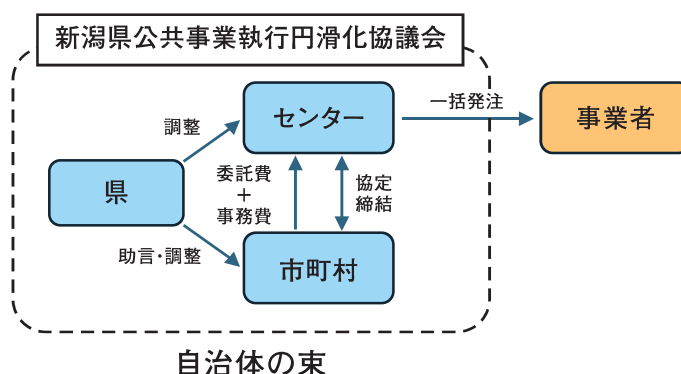 新潟県公共事業執行円滑化協議会
センター
一括発注
事業者
調整
県
委託費
＋
事務費
協定
締結
助言・調整
市町村
自治体の束